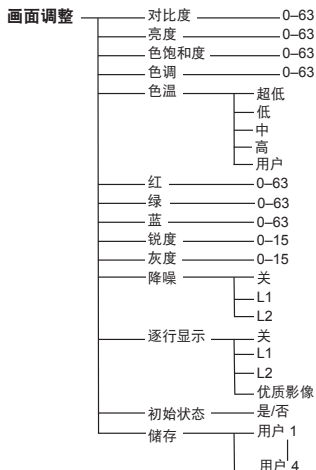 画面调整 对比度 0–63
亮度 0–63
色饱和度 0–63
色调 0–63
色温 超低
低
中
高
用户
红 0–63
绿 0–63
蓝 0–63
锐度 0–15
灰度 0–15
降噪 关
L1
L2
逐行显示 关
L1
L2
优质影像
初始状态 是/否
储存 用户 1
用户 4